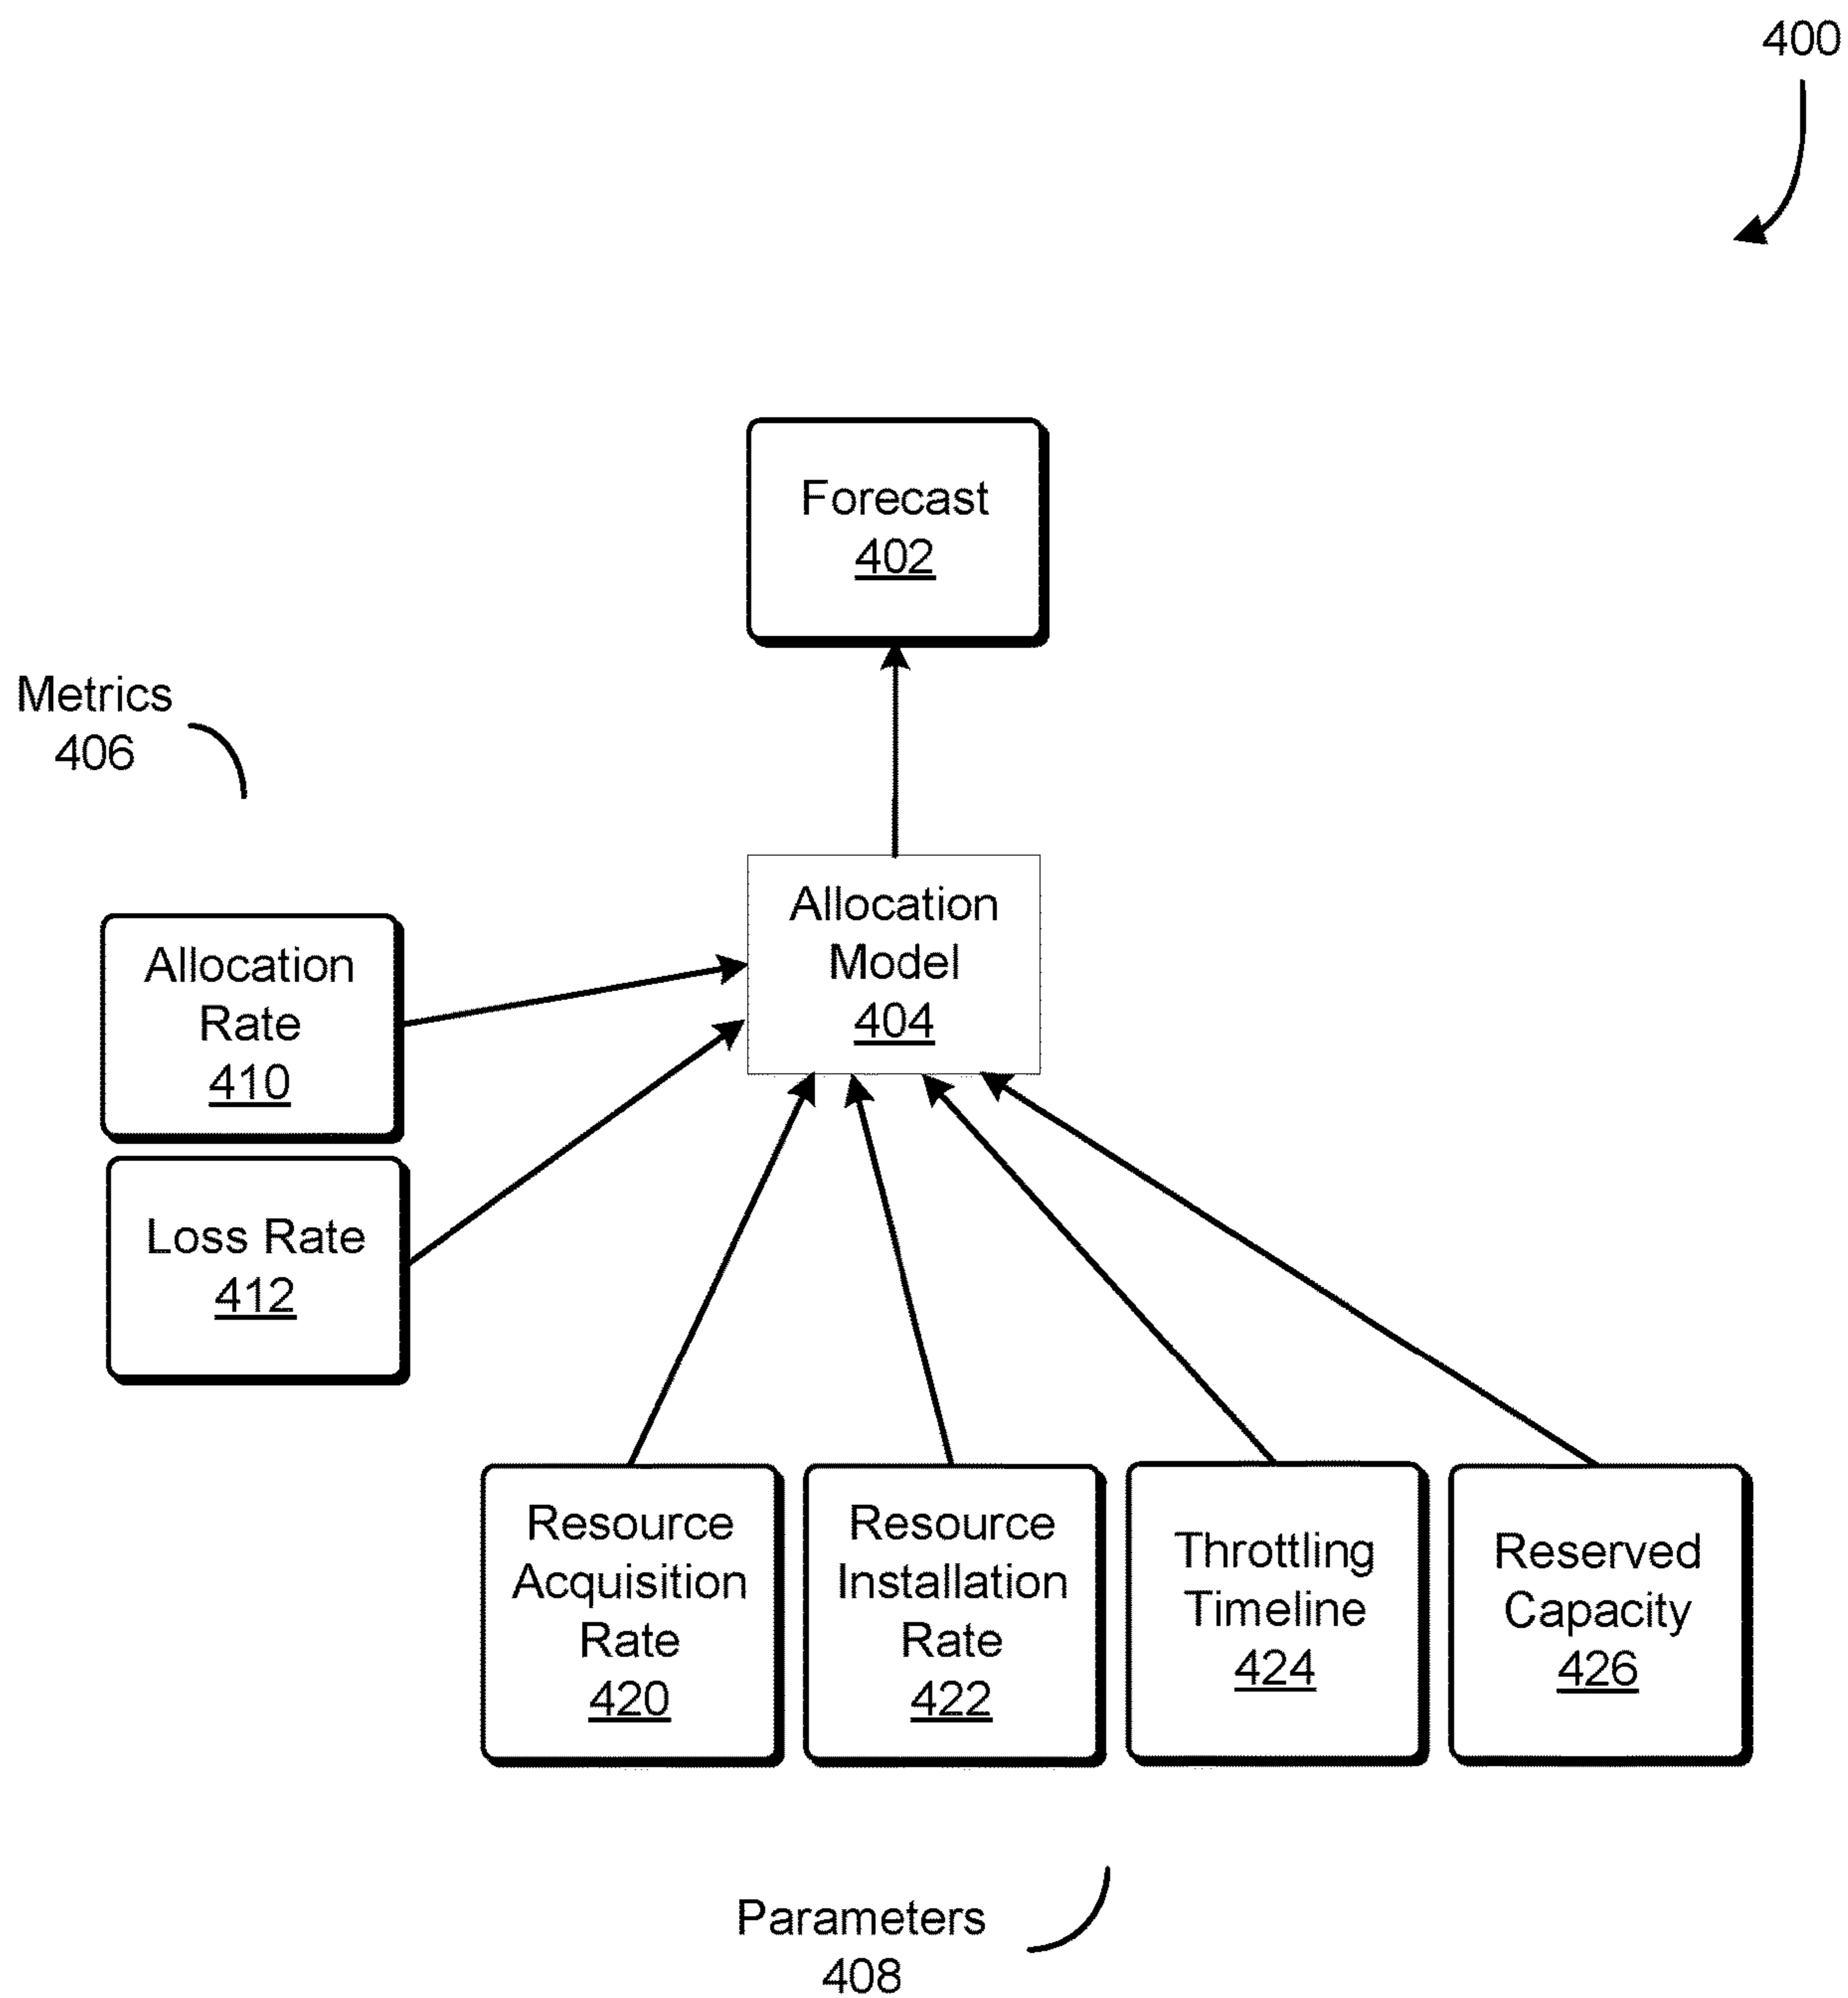 400
Forecast
402
Metrics
406
Allocation
Model
404
Allocation
Rate
410
Loss Rate
412
Resource
Acquisition
Rate
420
Resource
Installation
Rate
422
Throttling
Timeline
424
Reserved
Capacity
426
Parameters
408